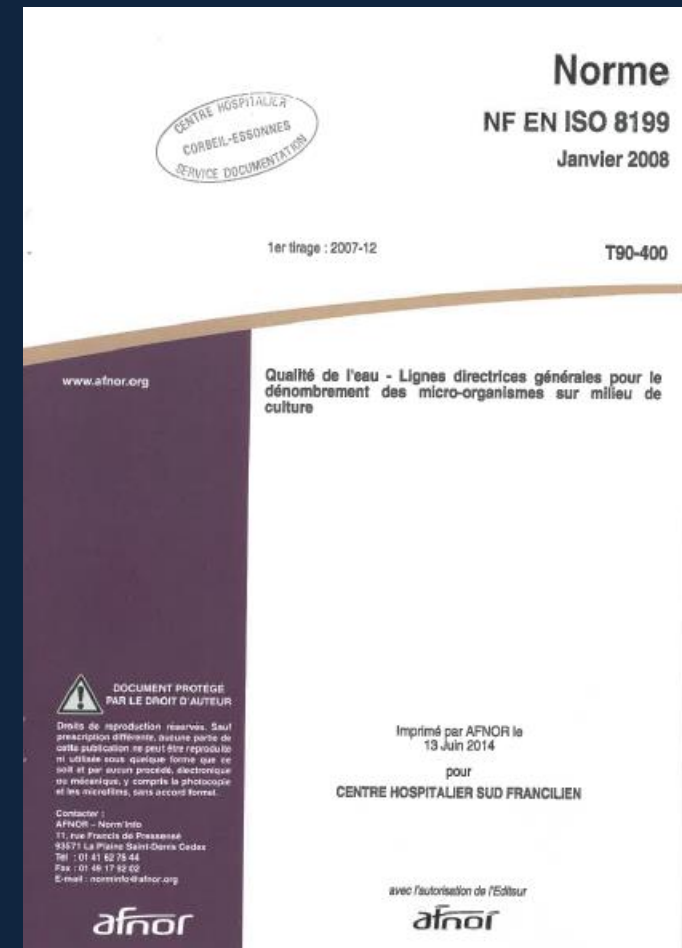 Norme
NF EN ISO 8199
Janvier 2008
CENTRE HOSPITALIER
CORBEIL-ESSONNES
SERVICE DOCUMENTATION
1er tirage : 2007-12
T90-400
www.afnor.org
Qualité de l'eau - Lignes directrices générales pour le
dénombrement des micro-organismes sur milieu de
culture
DOCUMENT PROTÉGÉ
PAR LE DROIT D'AUTEUR
Droits de reproduction réservés. Sauf
prescription différente, aucune partie de
cette publication ne peut être reproduite
ni utilisée sous quelque forme que ce
soit et par aucun procédé, électronique
ou mécanique, y compris la photocopie
et les microfilms, sans accord formel.
Contacter :
AFNOR – Norm'Info
11, rue Francis de Pressensé
93571 La Plaine Saint-Denis Cedex
Tél : 01 41 62 76 44
Fax : 01 49 17 92 02
E-mail : norminfo@afnor.org
afnor
Imprimé par AFNOR le
13 Juin 2014
pour
CENTRE HOSPITALIER SUD FRANCILIEN
avec l'autorisation de l'Editeur
afnor